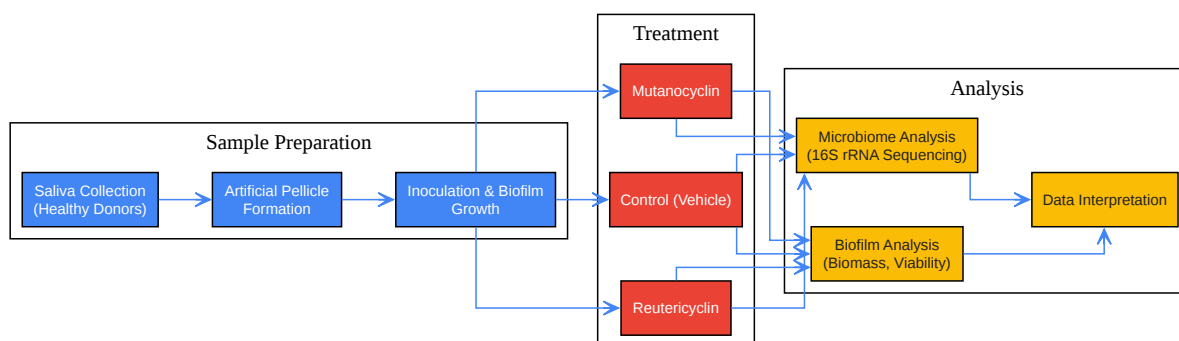 Sample Preparation
Saliva Collection
(Healthy Donors)
Artificial Pellicle
Formation
Inoculation & Biofilm
Growth
Treatment
Mutanocyclin
Control (Vehicle)
Reutericyclin
Analysis
Microbiome Analysis
(16S rRNA Sequencing)
Biofilm Analysis
(Biomass, Viability)
Data Interpretation